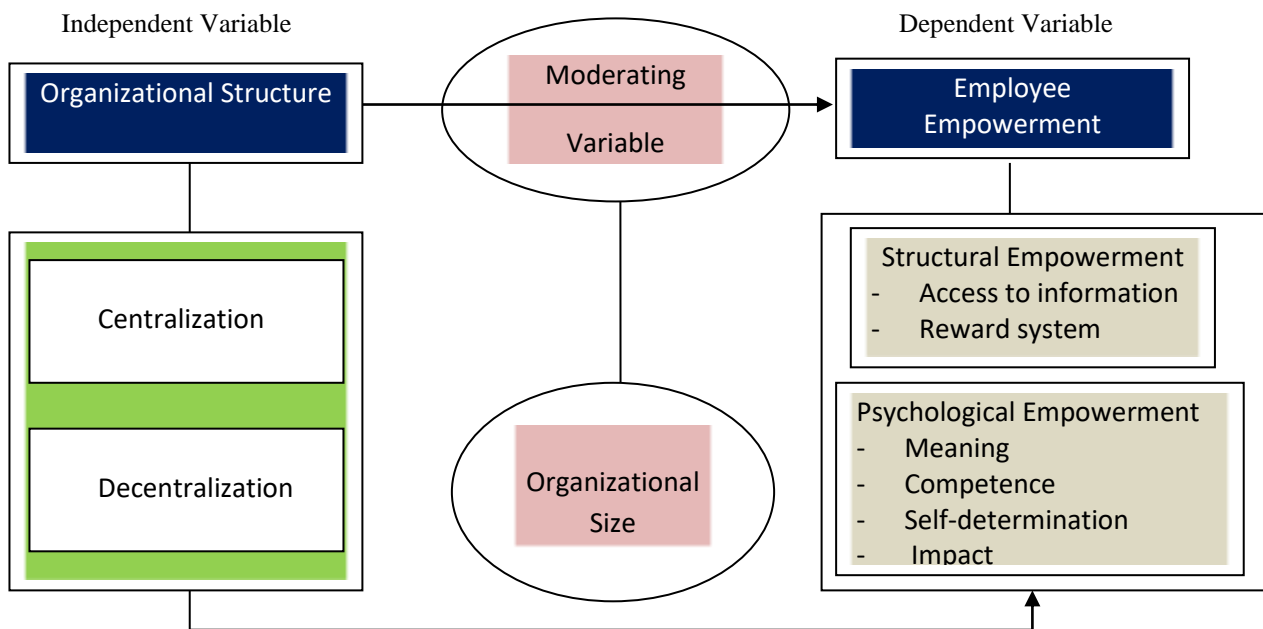 Independent Variable
Dependent Variable
Organizational Structure
Moderating
Variable
Employee
Empowerment
Centralization
Decentralization
Organizational
Size
Structural Empowerment
- Access to information
- Reward system
Psychological Empowerment
- Meaning
- Competence
- Self-determination
- Impact